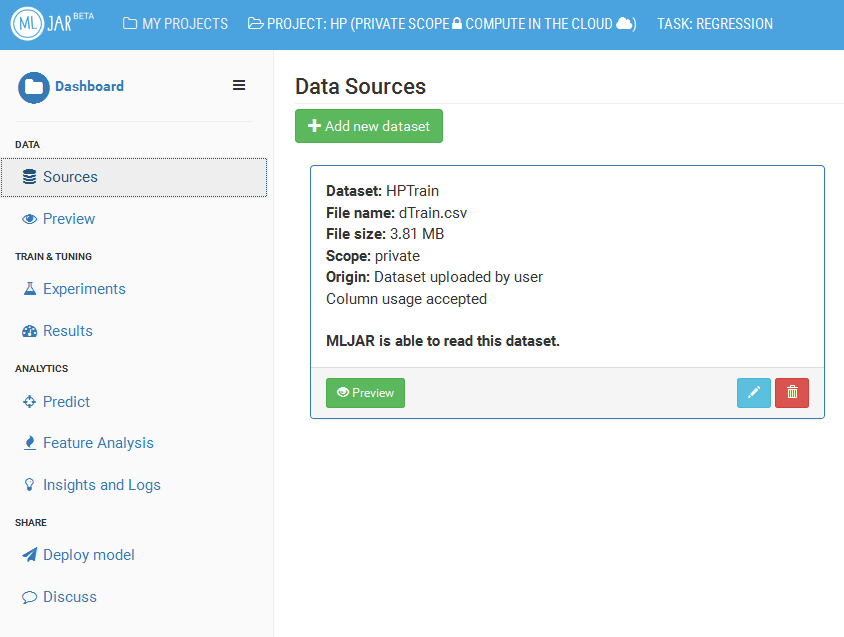 MLJAR BETA MY PROJECTS PROJECT: HP (PRIVATE SCOPE COMPUTE IN THE CLOUD ) TASK: REGRESSION
Dashboard
DATA
Sources
Preview
TRAIN & TUNING
Experiments
Results
ANALYTICS
Predict
Feature Analysis
Insights and Logs
SHARE
Deploy model
Discuss
Data Sources
Add new dataset
Dataset: HPTrain
File name: dTrain.csv
File size: 3.81 MB
Scope: private
Origin: Dataset uploaded by user
Column usage accepted
MLJAR is able to read this dataset.
Preview